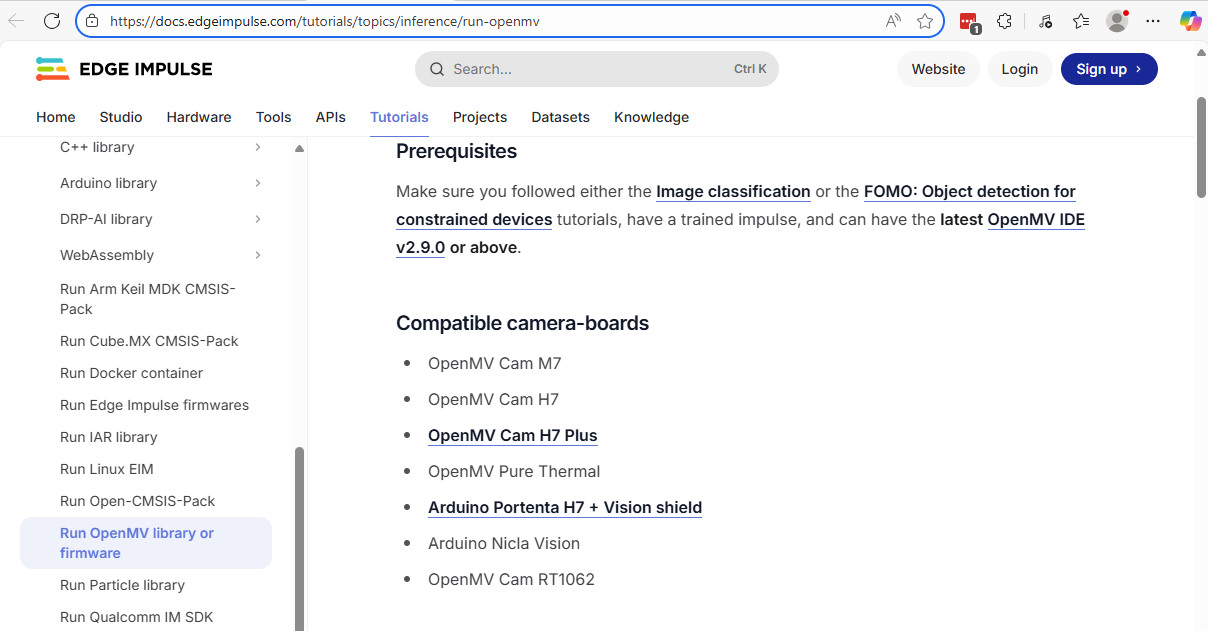 https://docs.edgeimpulse.com/tutorials/topics/inference/run-openmv
1
EDGE IMPULSE
Search...
Ctrl K
Website
Login
Sign up
Home
Studio
Hardware
Tools
APIs
Tutorials
Projects
Datasets
Knowledge
C++ library
Arduino library
DRP-AI library
WebAssembly
Run Arm Keil MDK CMSIS-
Pack
Run Cube.MX CMSIS-Pack
Run Docker container
Run Edge Impulse firmwares
Run IAR library
Run Linux EIM
Run Open-CMSIS-Pack
Run OpenMV library or
firmware
Run Particle library
Run Qualcomm IM SDK
Prerequisites
Make sure you followed either the Image classification or the FOMO: Object detection for
constrained devices tutorials, have a trained impulse, and can have the latest OpenMV IDE
v2.9.0 or above.
Compatible camera-boards
OpenMV Cam M7
OpenMV Cam H7
OpenMV Cam H7 Plus
OpenMV Pure Thermal
Arduino Portenta H7 + Vision shield
Arduino Nicla Vision
OpenMV Cam RT1062